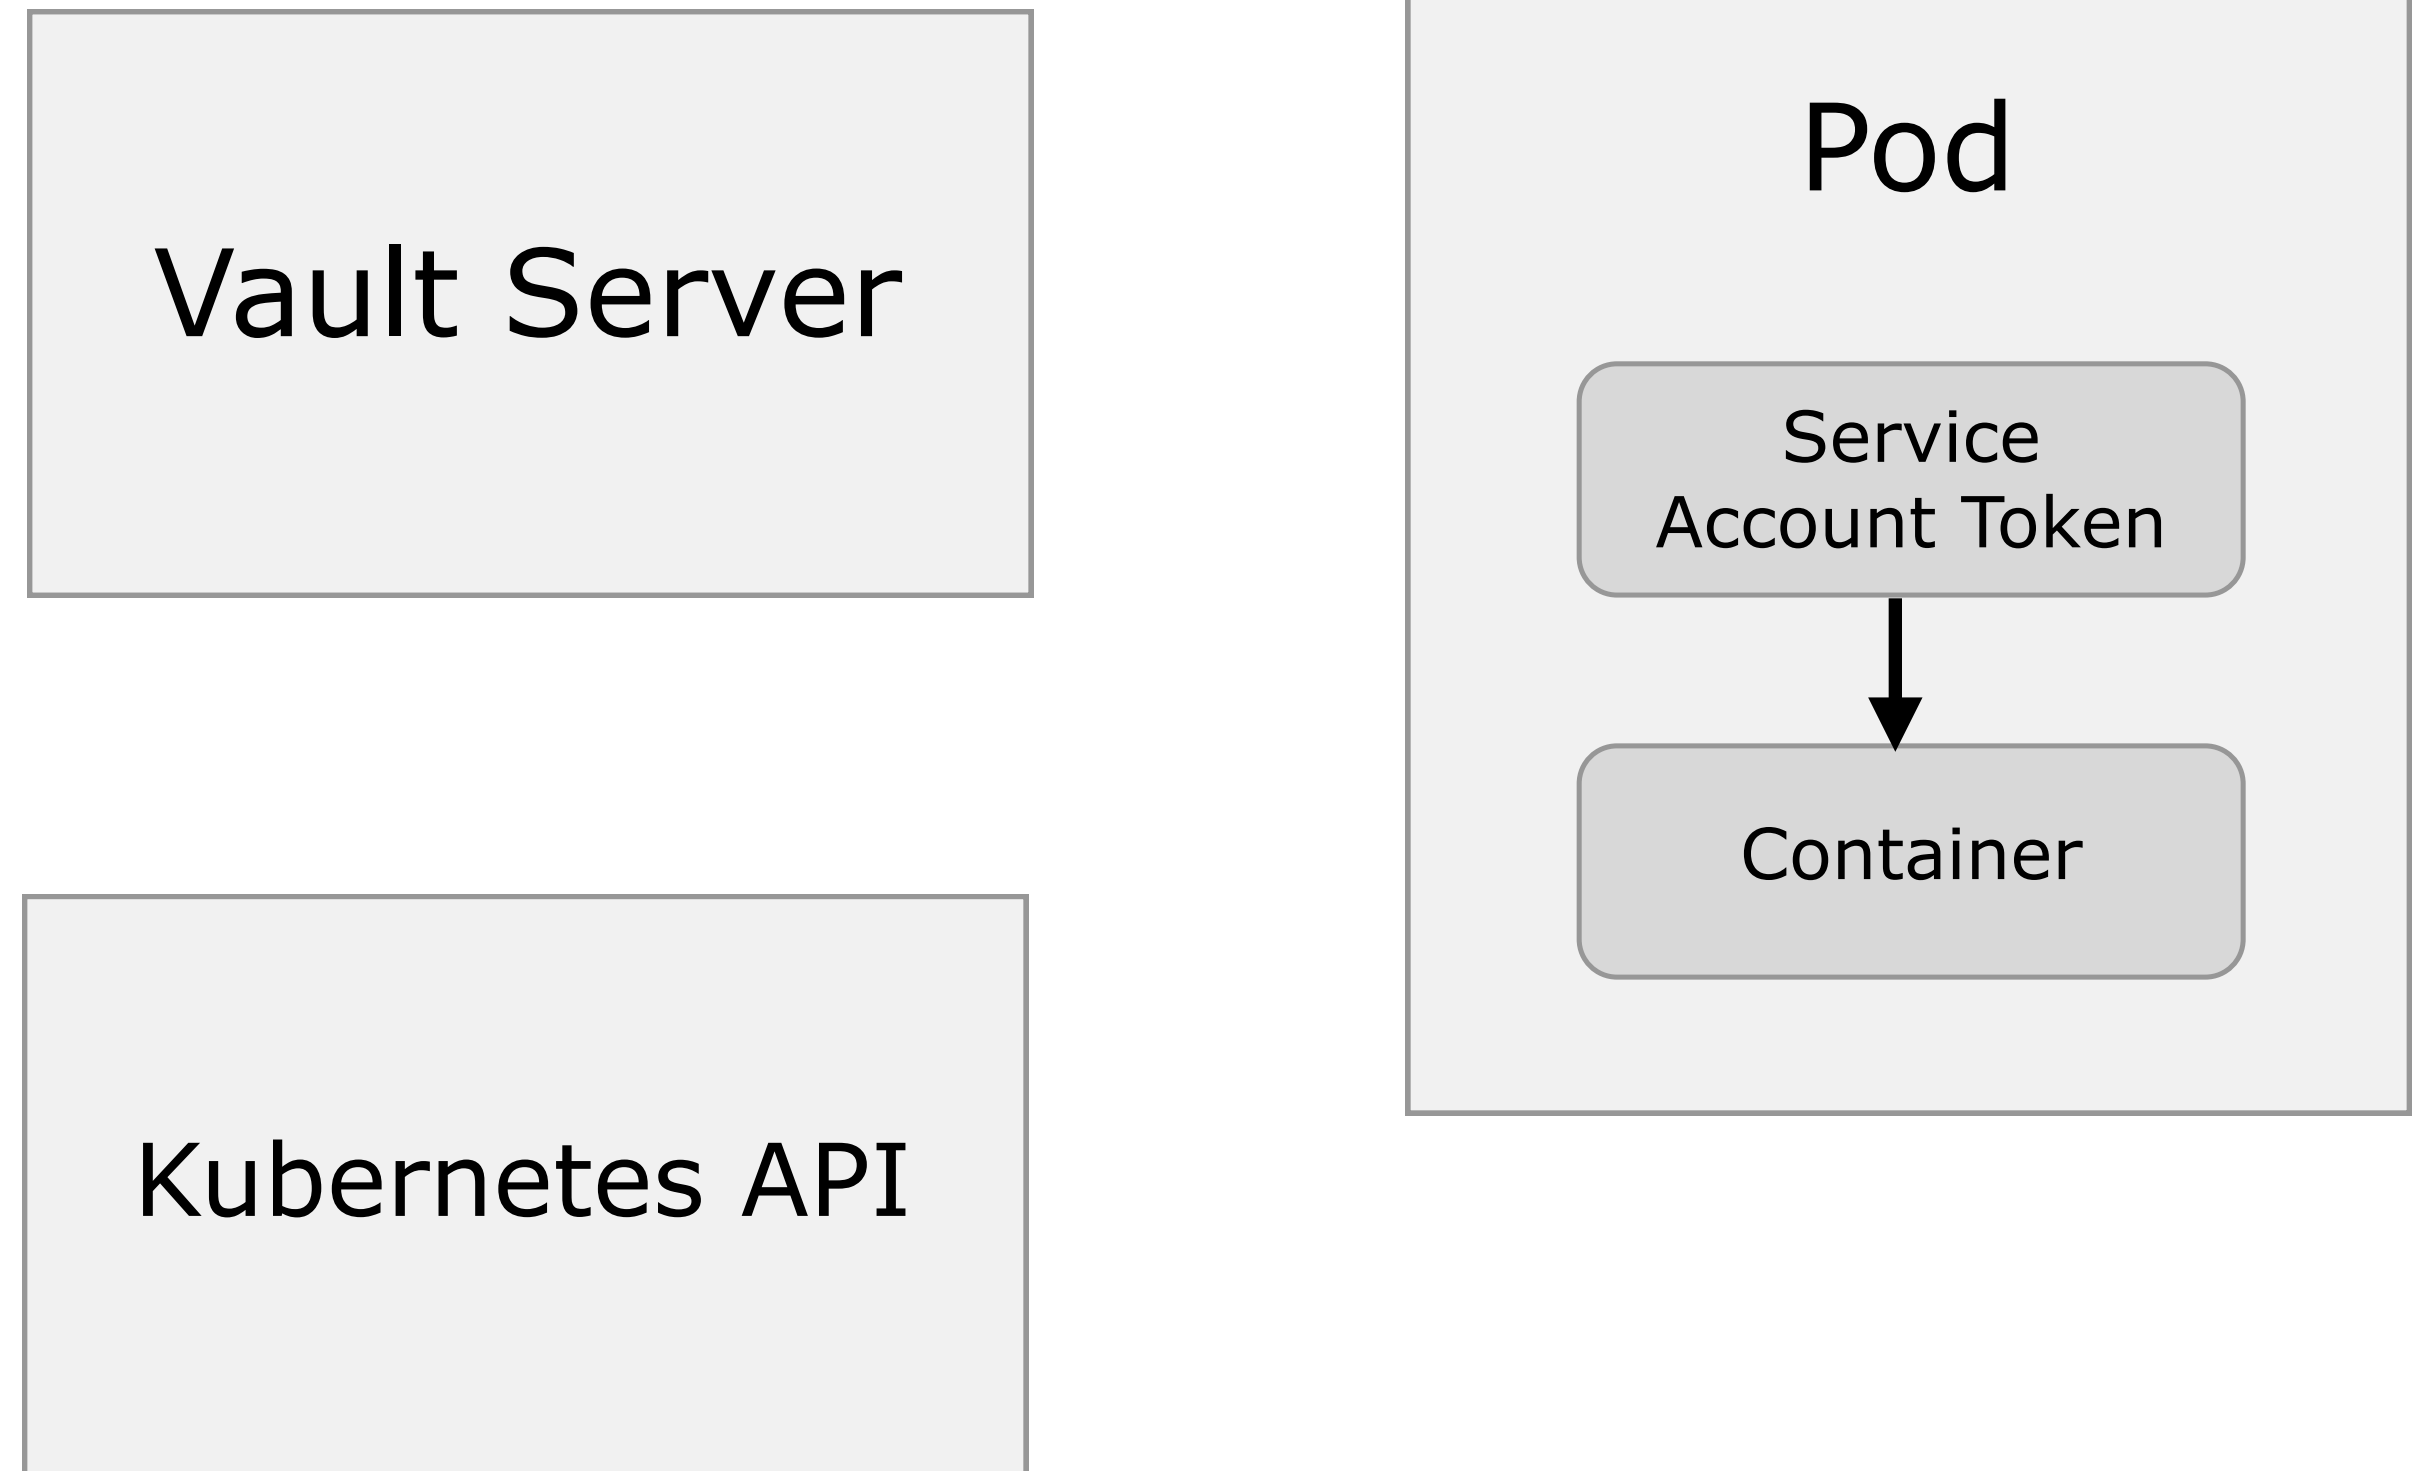 Vault Server
Pod
Service
Account Token
Container
Kubernetes API